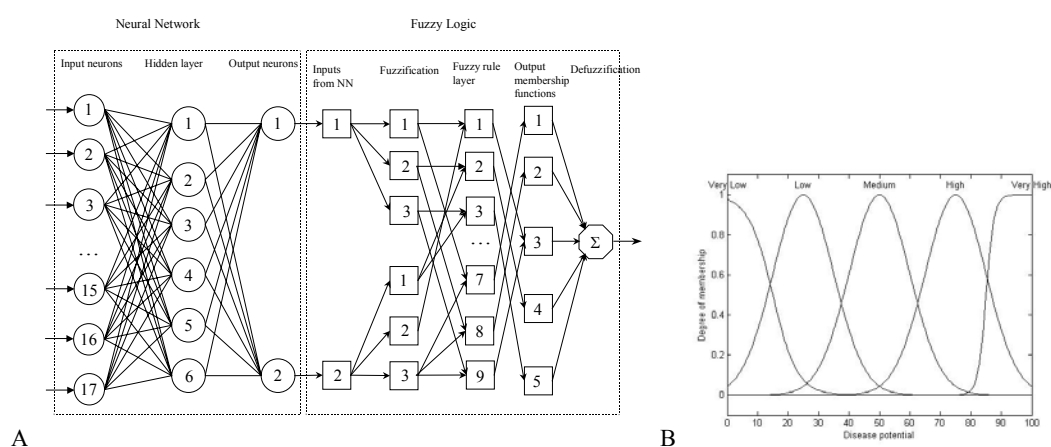 Neural Network
Fuzzy Logic
Input neurons
Hidden layer
Output neurons
Inputs
from NN
Fuzzification
Fuzzy rule
layer
Output
membership
functions
Defuzzification
1
2
3
...
15
16
17
1
2
3
4
5
6
1
2
1
2
1
2
3
1
2
3
1
2
3
...
7
8
9
1
2
3
4
5
Σ
A
Very Low
Low
Medium
High
Very High
1
0.8
0.6
0.4
0.2
0
Degree of membership
0 10 20 30 40 50 60 70 80 90 100
Disease potential
B